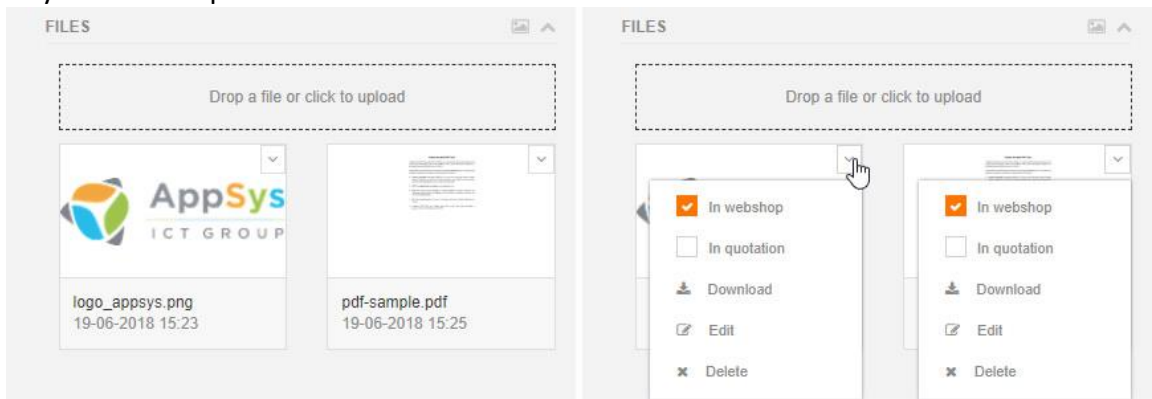 FILES
Drop a file or click to upload
AppSys
ICT GROUP
logo_appsys.png
19-06-2018 15:23
pdf-sample.pdf
19-06-2018 15:25
FILES
Drop a file or click to upload
In webshop
In quotation
Download
Edit
Delete
In webshop
In quotation
Download
Edit
Delete